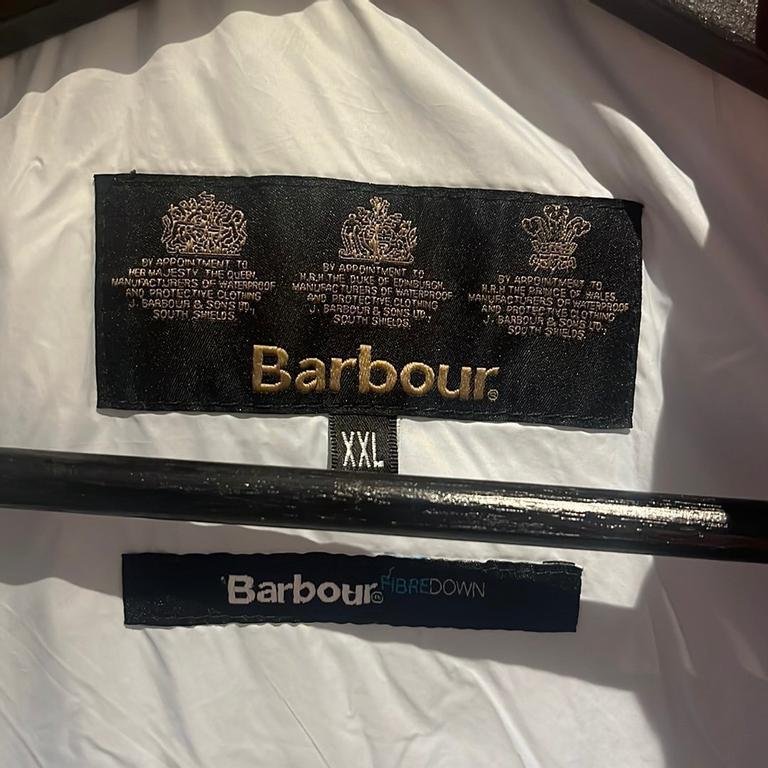 BY APPOINTMENT TO
HER MAJESTY THE QUEEN,
MANUFACTURERS OF WATERPROOF
AND PROTECTIVE CLOTHING
J. BARBOUR & SONS LTD.,
SOUTH SHIELDS.
BY APPOINTMENT TO
H.R.H. THE DUKE OF EDINBURGH,
MANUFACTURERS OF WATERPROOF
AND PROTECTIVE CLOTHING
J. BARBOUR & SONS LTD.,
SOUTH SHIELDS.
BY APPOINTMENT TO
H.R.H THE PRINCE OF WALES
MANUFACTURERS OF WATERPROOF
AND PROTECTIVE CLOTHING
J. BARBOUR & SONS LTD.,
SOUTH SHIELDS.
Barbour®
XXL
Barbour® FIBREDOWN